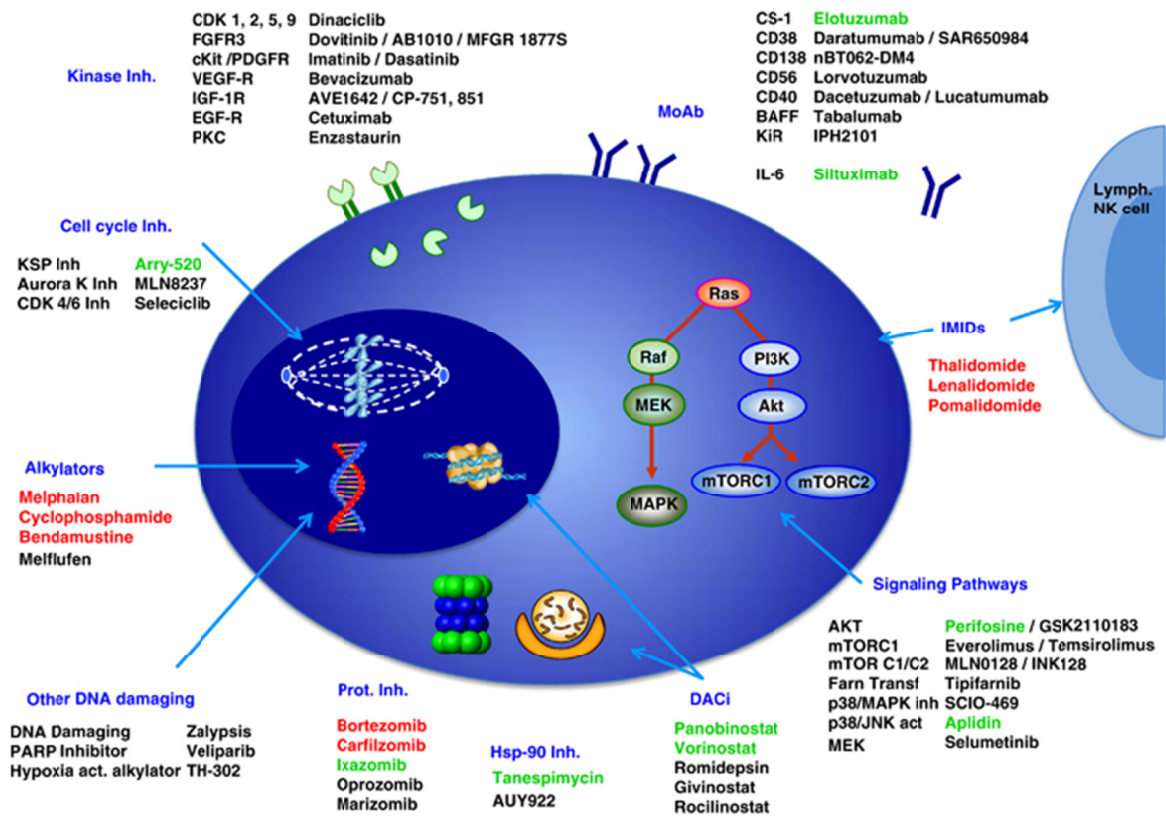 Kinase Inh.
CDK 1, 2, 5, 9 Dinaciclib
FGFR3 Dovitinib / AB1010 / MFGR 1877S
cKit /PDGFR Imatinib / Dasatinib
VEGF-R Bevacizumab
IGF-1R AVE1642 / CP-751, 851
EGF-R Cetuximab
PKC Enzastaurin
MoAb
CS-1 Elotuzumab
CD38 Daratumumab / SAR650984
CD138 nBT062-DM4
CD56 Lorvotuzumab
CD40 Dacetuzumab / Lucatumumab
BAFF Tabalumab
KiR IPH2101
IL-6 Siltuximab
Lymph.
NK cell
Cell cycle Inh.
KSP Inh Arry-520
Aurora K Inh MLN8237
CDK 4/6 Inh Seleciclib
Ras
Raf
PI3K
MEK
Akt
mTORC1
mTORC2
MAPK
IMIDs
Thalidomide
Lenalidomide
Pomalidomide
Alkylators
Melphalan
Cyclophosphamide
Bendamustine
Melflufen
Signaling Pathways
AKT Perifosine / GSK2110183
mTORC1 Everolimus / Temsirolimus
mTOR C1/C2 MLN0128 / INK128
Farn Transf Tipifarnib
p38/MAPK inh SCIO-469
p38/JNK act Aplidin
MEK Selumetinib
Other DNA damaging
DNA Damaging Zalypsis
PARP Inhibitor Veliparib
Hypoxia act. alkylator TH-302
Prot. Inh.
Bortezomib
Carfilzomib
Ixazomib
Oprozomib
Marizomib
Hsp-90 Inh.
Tanespimycin
AUY922
DACi
Panobinostat
Vorinostat
Romidepsin
Givinostat
Rocilinostat